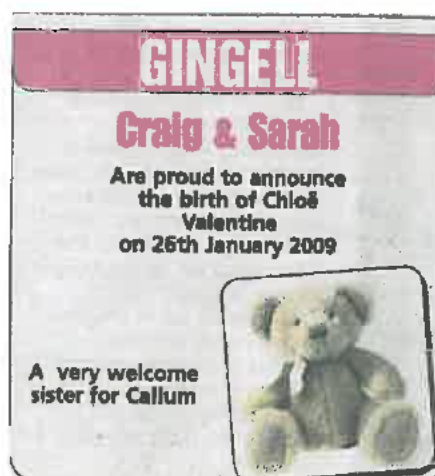 GINGELL
Craig & Sarah
Are proud to announce
the birth of Chloë
Valentine
on 26th January 2009
A very welcome
sister for Callum